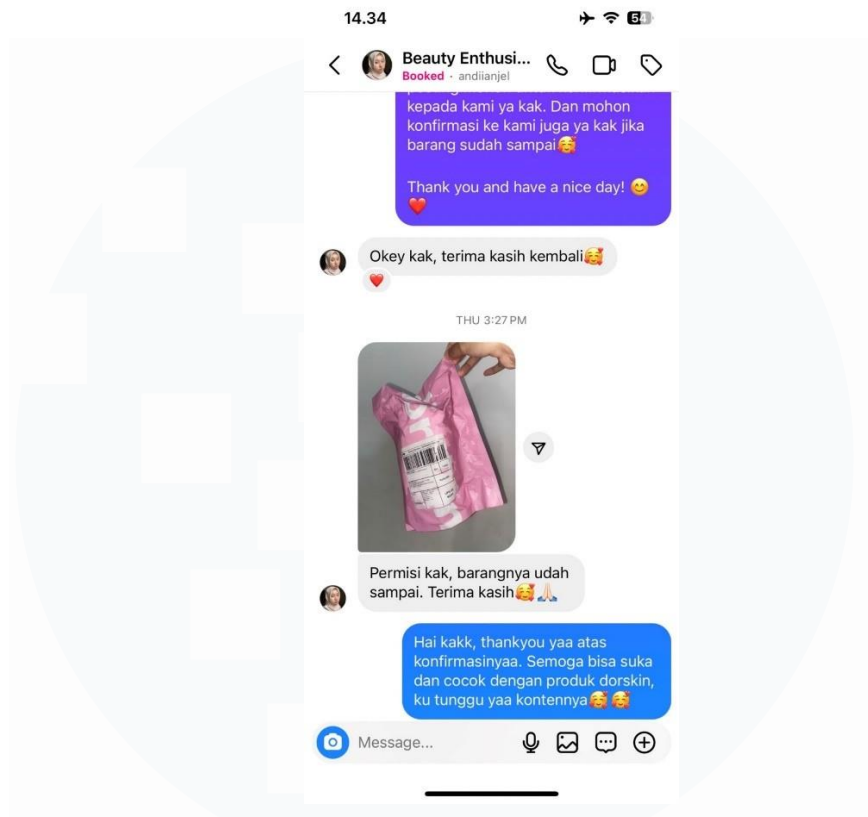 14.34
54
Beauty Enthusi...
Booked · andiianjel
kepada kami ya kak. Dan mohon
konfirmasi ke kami juga ya kak jika
barang sudah sampai🥰
Thank you and have a nice day! 😊
❤️
Okey kak, terima kasih kembali🥰
❤️
THU 3:27 PM
Permisi kak, barangnya udah
sampai. Terima kasih🥰🙏🏻
Hai kakk, thankyou yaa atas
konfirmasinyaa. Semoga bisa suka
dan cocok dengan produk dorskin,
ku tunggu yaa kontennya🥰🥰
Message...